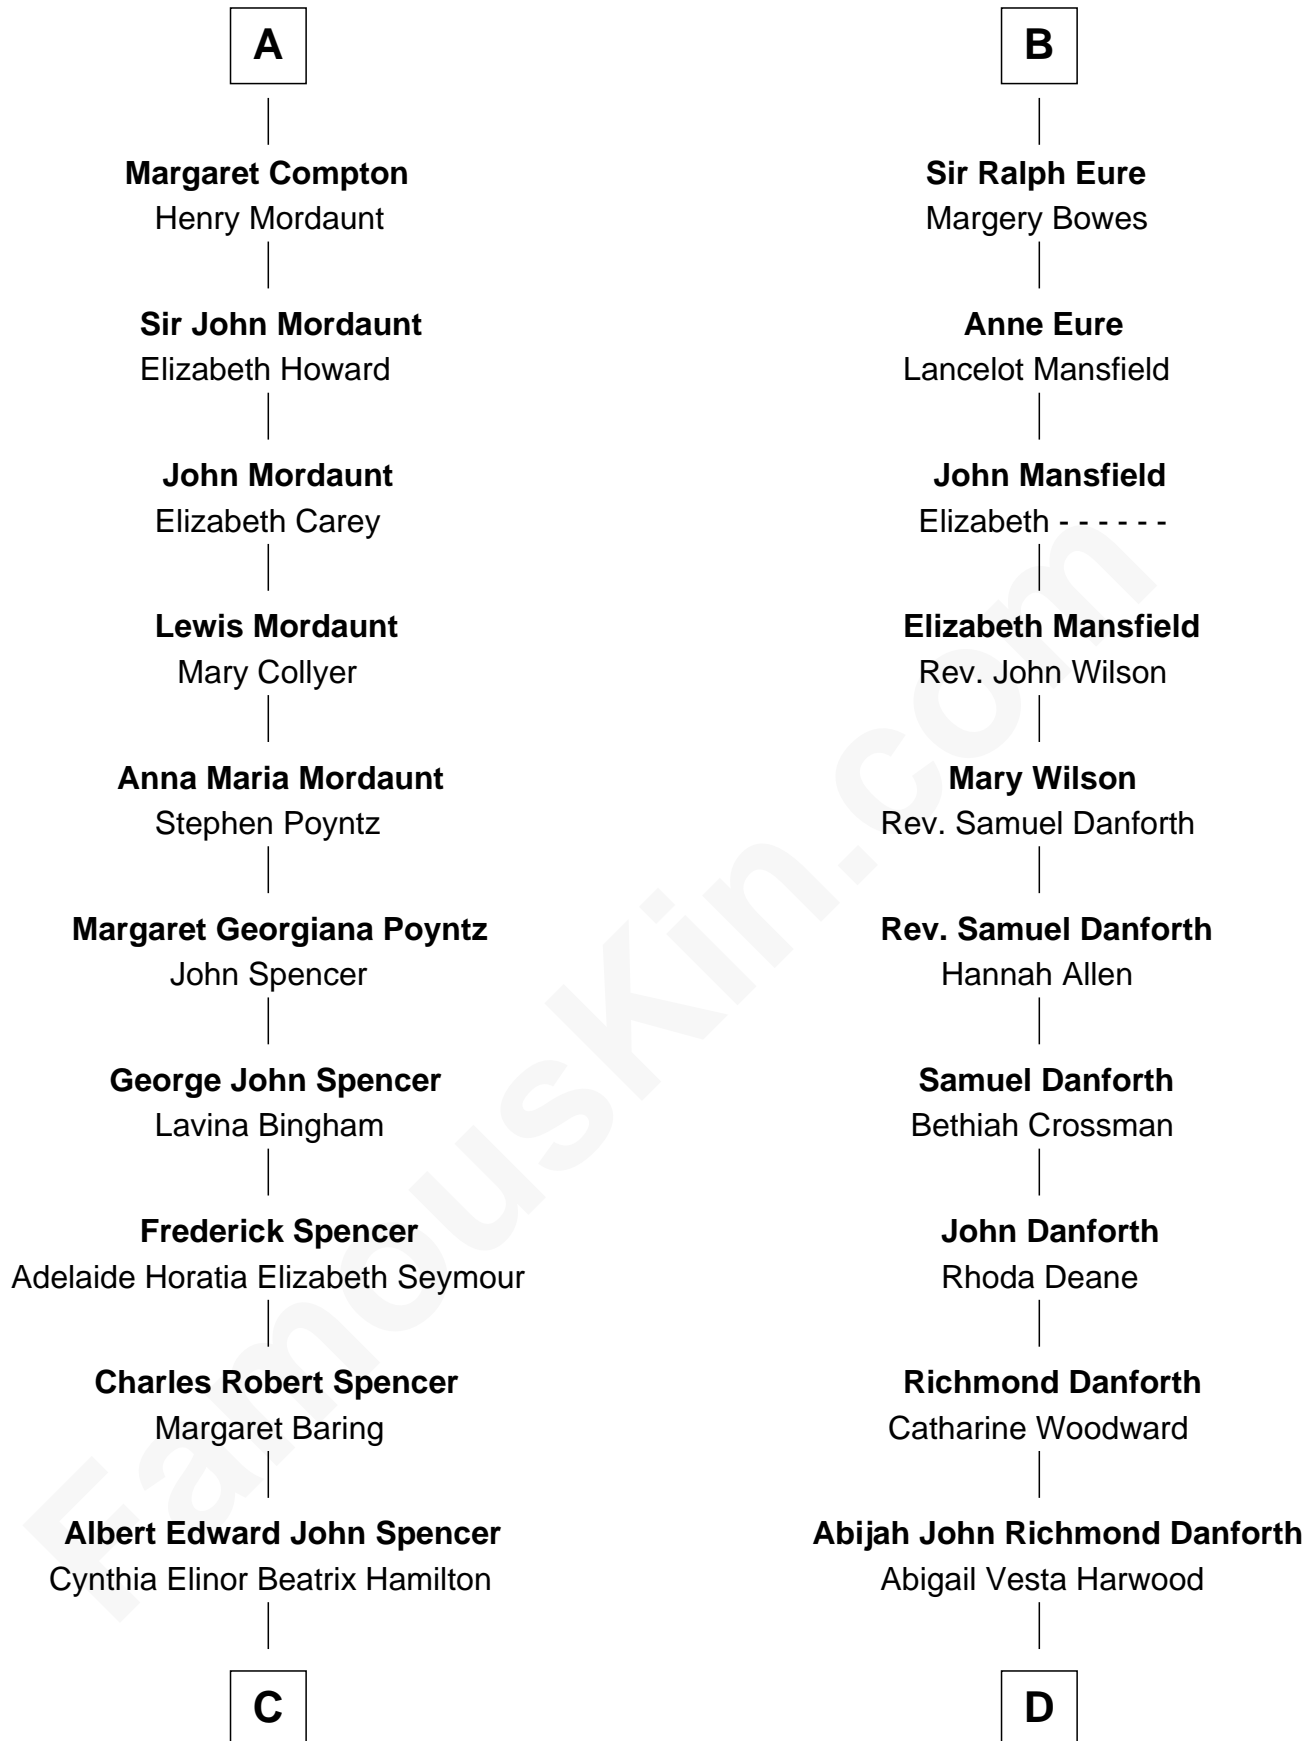 A
Margaret Compton
Henry Mordaunt
Sir John Mordaunt
Elizabeth Howard
John Mordaunt
Elizabeth Carey
Lewis Mordaunt
Mary Collyer
Anna Maria Mordaunt
Stephen Poyntz
Margaret Georgiana Poyntz
John Spencer
George John Spencer
Lavina Bingham
Frederick Spencer
Adelaide Horatia Elizabeth Seymour
Charles Robert Spencer
Margaret Baring
Albert Edward John Spencer
Cynthia Elinor Beatrix Hamilton
C
B
Sir Ralph Eure
Margery Bowes
Anne Eure
Lancelot Mansfield
John Mansfield
Elizabeth - - - - - -
Elizabeth Mansfield
Rev. John Wilson
Mary Wilson
Rev. Samuel Danforth
Rev. Samuel Danforth
Hannah Allen
Samuel Danforth
Bethiah Crossman
John Danforth
Rhoda Deane
Richmond Danforth
Catharine Woodward
Abijah John Richmond Danforth
Abigail Vesta Harwood
D
FamousKin.com